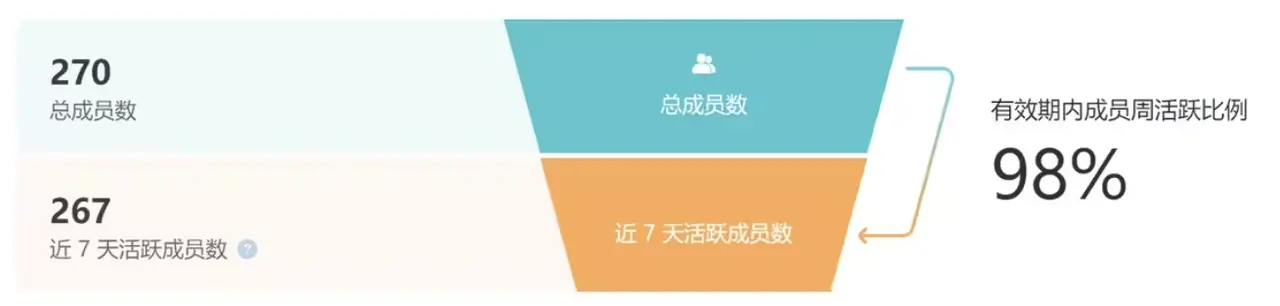 270
总成员数
总成员数
267
近 7 天活跃成员数 ?
近 7 天活跃成员数
有效期内成员周活跃比例
98%